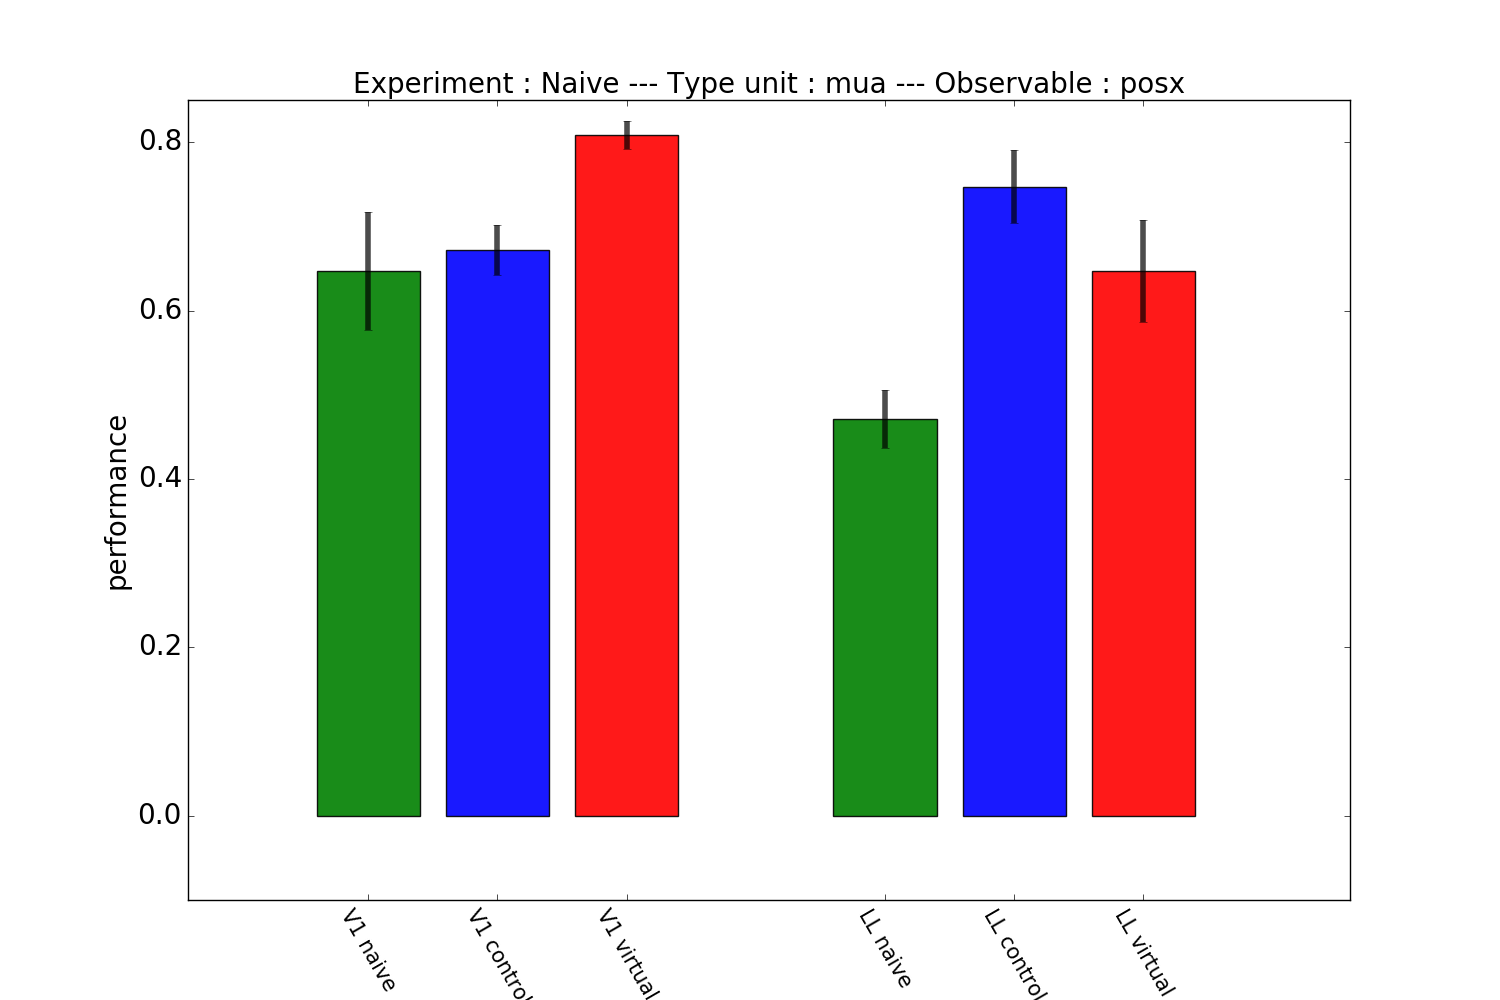 Experiment : Naive --- Type unit : mua --- Observable : posx
0.8
0.6
0.4
0.2
0.0
performance
V1 naive
V1 control
V1 virtual
LL naive
LL control
LL virtual